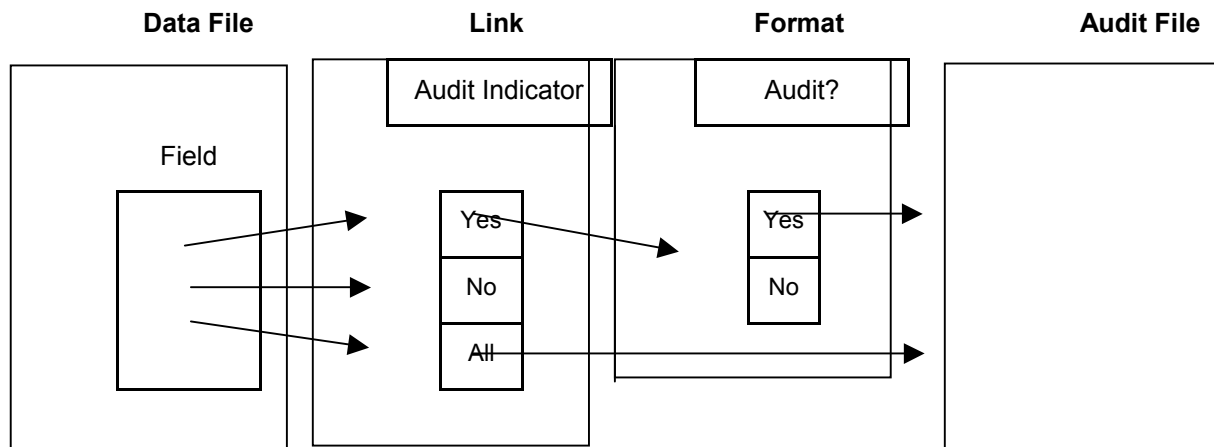 Data File Link Format Audit File
Audit Indicator Audit?
Field
Yes Yes
No No
All